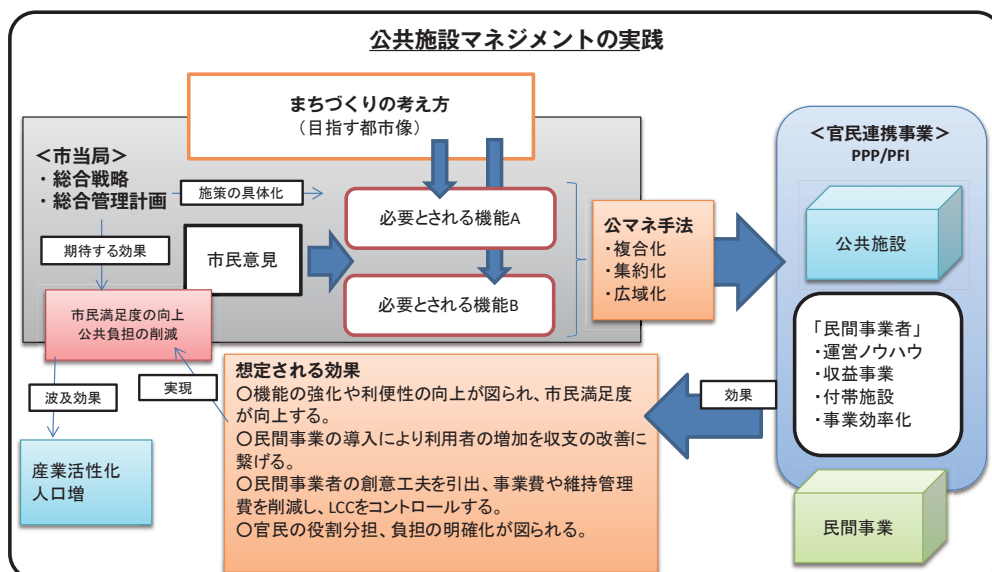 公共施設マネジメントの実践
まちづくりの考え方
（目指す都市像）
＜市当局＞
・総合戦略
・総合管理計画
施策の具体化
期待する効果
市民意見
必要とされる機能A
必要とされる機能B
公マネ手法
・複合化
・集約化
・広域化
＜官民連携事業＞
PPP/PFI
公共施設
「民間事業者」
・運営ノウハウ
・収益事業
・付帯施設
・事業効率化
民間事業
効果
想定される効果
〇機能の強化や利便性の向上が図られ、市民満足度
が向上する。
〇民間事業の導入により利用者の増加を収支の改善に
繋げる。
〇民間事業者の創意工夫を引出、事業費や維持管理
費を削減し、LCCをコントロールする。
〇官民の役割分担、負担の明確化が図られる。
実現
市民満足度の向上
公共負担の削減
波及効果
産業活性化
人口増